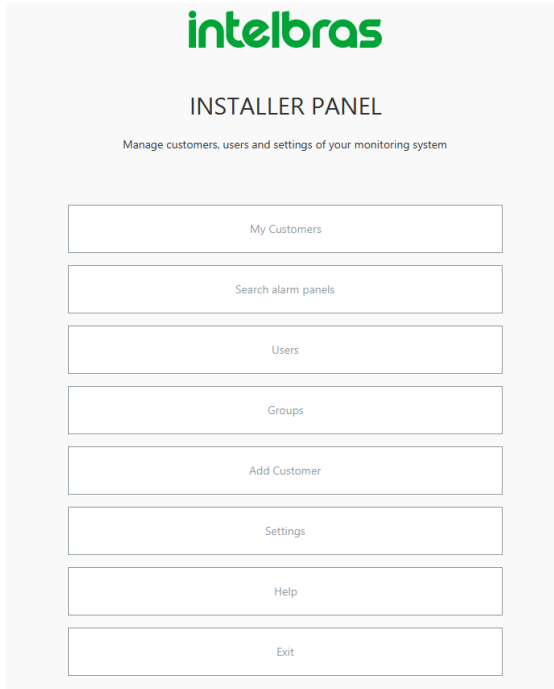 intelbras
INSTALLER PANEL
Manage customers, users and settings of your monitoring system
My Customers
Search alarm panels
Users
Groups
Add Customer
Settings
Help
Exit